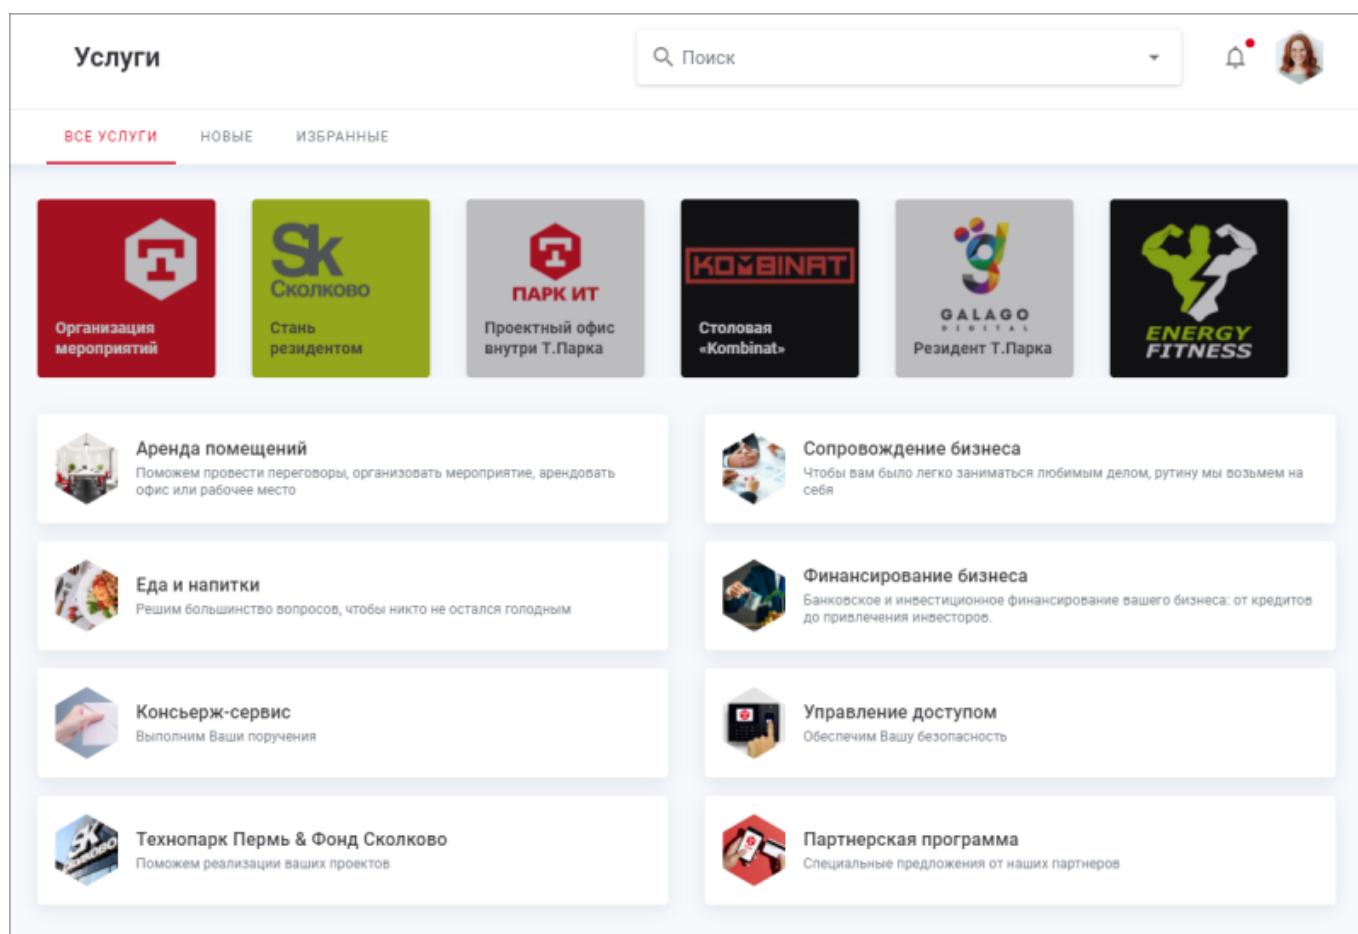 Услуги
Поиск
ВСЕ УСЛУГИ
НОВЫЕ
ИЗБРАННЫЕ
Т
Организация
мероприятий
Sk
Сколково
Стань
резидентом
Т
ПАРК ИТ
Проектный офис
внутри Т.Парка
KOMBINAT
Столовая
«Kombinat»
g
GALAGO
DIGITAL
Резидент Т.Парка
ENERGY
FITNESS
Аренда помещений
Поможем провести переговоры, организовать мероприятие, арендовать
офис или рабочее место
Сопровождение бизнеса
Чтобы вам было легко заниматься любимым делом, рутину мы возьмем на
себя
Еда и напитки
Решим большинство вопросов, чтобы никто не остался голодным
Финансирование бизнеса
Банковское и инвестиционное финансирование вашего бизнеса: от кредитов
до привлечения инвесторов.
Консьерж-сервис
Выполним Ваши поручения
Управление доступом
Обеспечим Вашу безопасность
SK
Технопарк Пермь & Фонд Сколково
Поможем реализации ваших проектов
Партнерская программа
Специальные предложения от наших партнеров